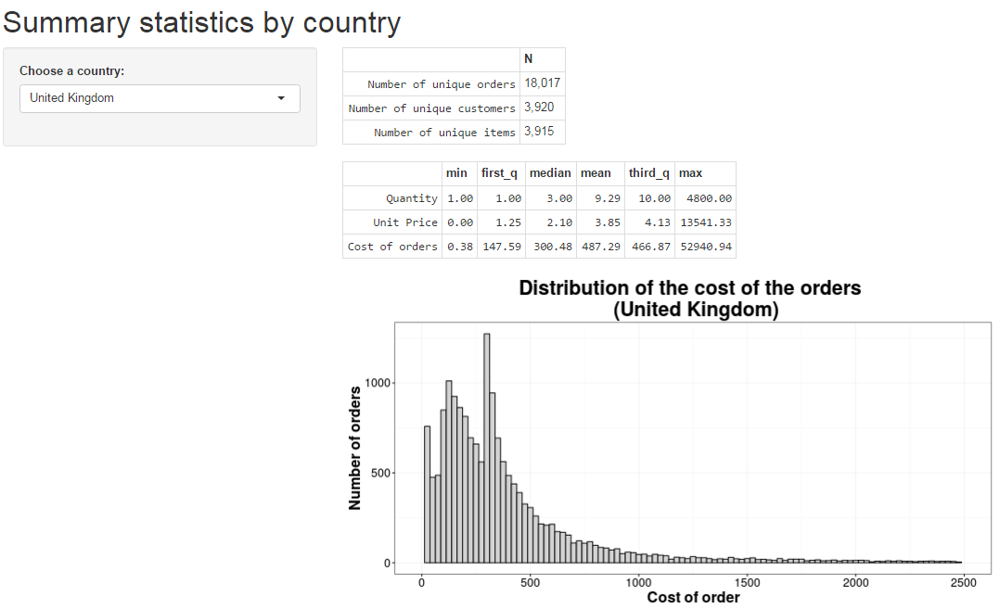 Summary statistics by country
Choose a country:
United Kingdom
N
Number of unique orders 18,017
Number of unique customers 3,920
Number of unique items 3,915
min first_q median mean third_q max
Quantity 1.00 1.00 3.00 9.29 10.00 4800.00
Unit Price 0.00 1.25 2.10 3.85 4.13 13541.33
Cost of orders 0.38 147.59 300.48 487.29 466.87 52940.94
Distribution of the cost of the orders
(United Kingdom)
Number of orders
1000
500
0
0 500 1000 1500 2000 2500
Cost of order